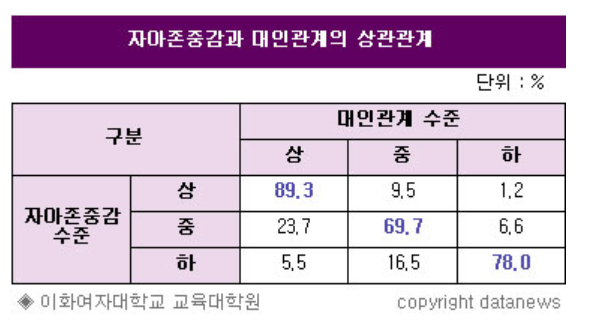 자아존중감과 대인관계의 상관관계
단위 : %
구분 대인관계 수준
상 중 하
자아존중감 수준 상 89.3 9.5 1.2
중 23.7 69.7 6.6
하 5.5 16.5 78.0
◈ 이화여자대학교 교육대학원 copyright datanews